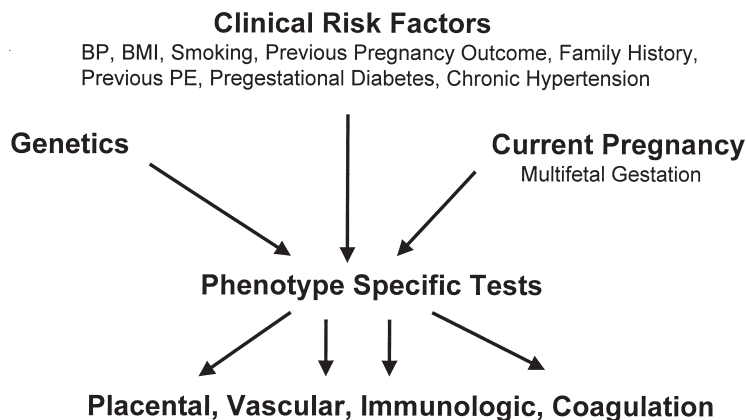 Clinical Risk Factors
BP, BMI, Smoking, Previous Pregnancy Outcome, Family History,
Previous PE, Pregestational Diabetes, Chronic Hypertension
Genetics
Current Pregnancy
Multifetal Gestation
Phenotype Specific Tests
Placental, Vascular, Immunologic, Coagulation